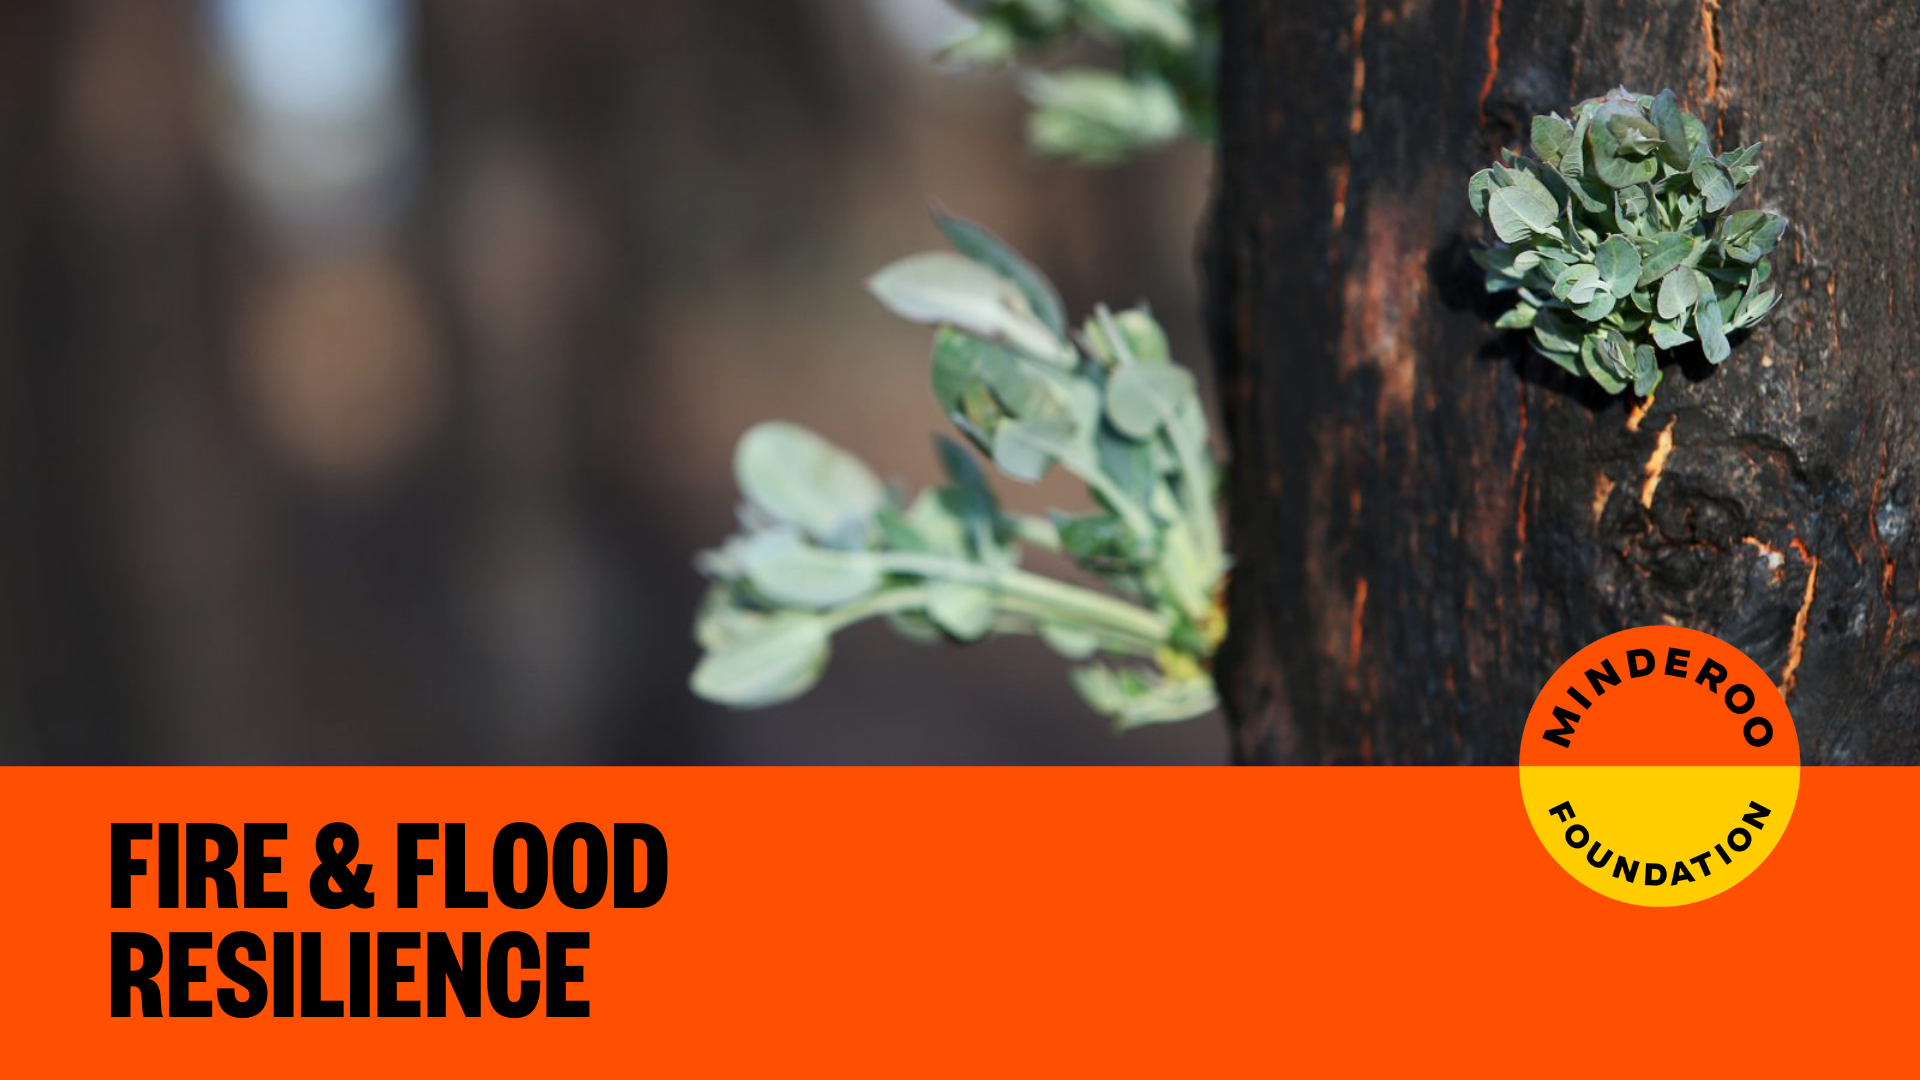 MINDEROO
FOUNDATION
FIRE & FLOOD
RESILIENCE